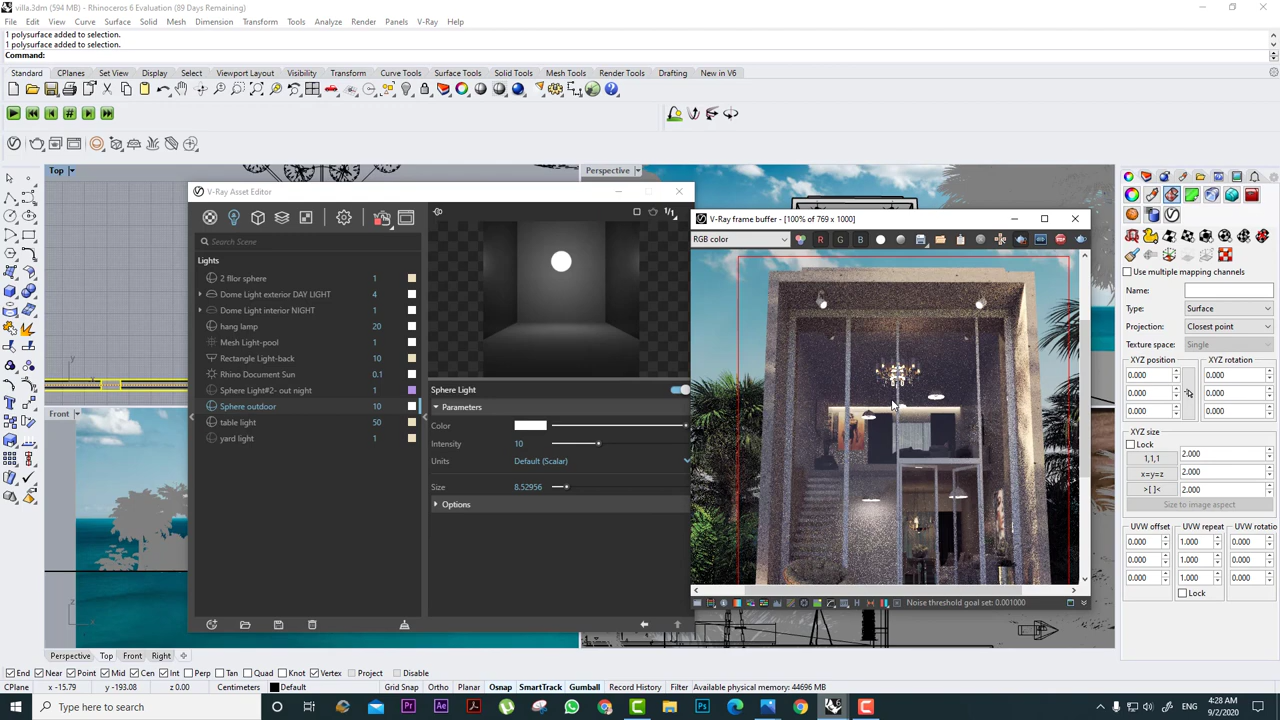 villa.3dm (594 MB) - Rhinoceros 6 Evaluation (89 Days Remaining)
File Edit View Curve Surface Solid Mesh Dimension Transform Tools Analyze Render Panels V-Ray Help
1 polysurface added to selection.
1 polysurface added to selection.
Command:
Standard CPlanes Set View Display Select Viewport Layout Visibility Transform Curve Tools Surface Tools Solid Tools Mesh Tools Render Tools Drafting New in V6
Top
Perspective
V-Ray Asset Editor
1/1
V-Ray frame buffer - [100% of 769 x 1000]
RGB color
R G B
Search Scene
Lights
2 fllor sphere 1
Dome Light exterior DAY LIGHT 4
Dome Light interior NIGHT 1
hang lamp 20
Mesh Light-pool 1
Rectangle Light-back 10
Rhino Document Sun 0.1
Sphere Light#2- out night 1
Sphere outdoor 10
table light 50
yard light 1
Sphere Light
Parameters
Color
Intensity 10
Units Default (Scalar)
Size 8.52956
Options
Noise threshold goal set: 0.001000
Use multiple mapping channels
Name:
Type: Surface
Projection: Closest point
Texture space: Single
XYZ position XYZ rotation
0.000 0.000
0.000 0.000
0.000 0.000
XYZ size
Lock
1,1,1 2.000
x=y=z 2.000
>[ ]< 2.000
Size to image aspect
UVW offset UVW repeat UVW rotatio
0.000 1.000 0.000
0.000 1.000 0.000
0.000 1.000 0.000
Lock
Front
y
x
z
x
Perspective Top Front Right
End Near Point Mid Cen Int Perp Tan Quad Knot Vertex Project Disable
CPlane x -15.79 y -193.08 z 0.00 Centimeters Default Grid Snap Ortho Planar Osnap SmartTrack Gumball Record History Filter Available physical memory: 44696 MB
Type here to search
4:28 AM
9/2/2020